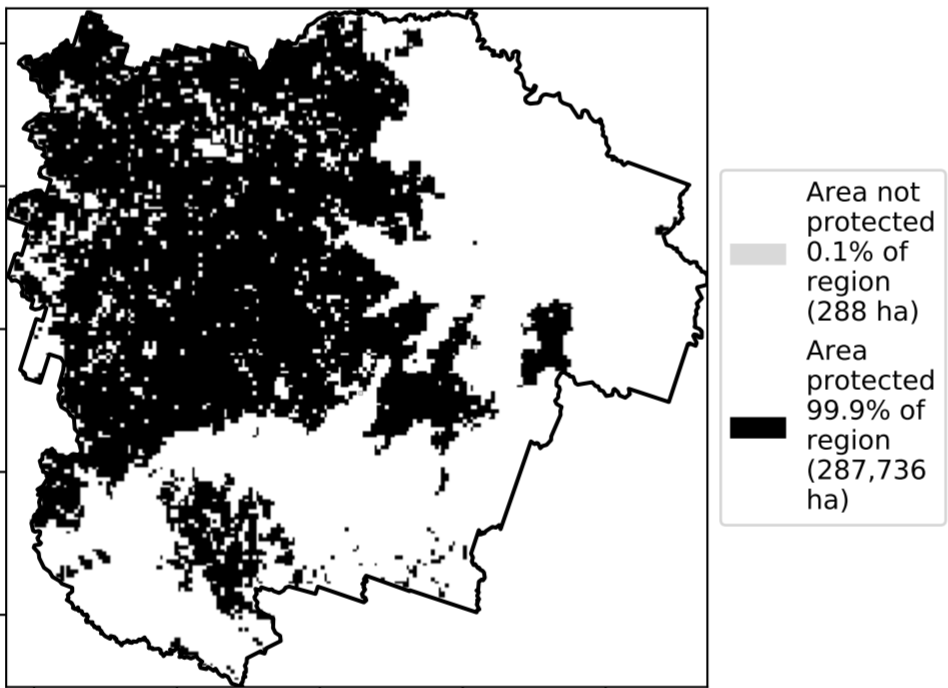 Area not
protected
0.1% of
region
(288 ha)
Area
protected
99.9% of
region
(287,736
ha)